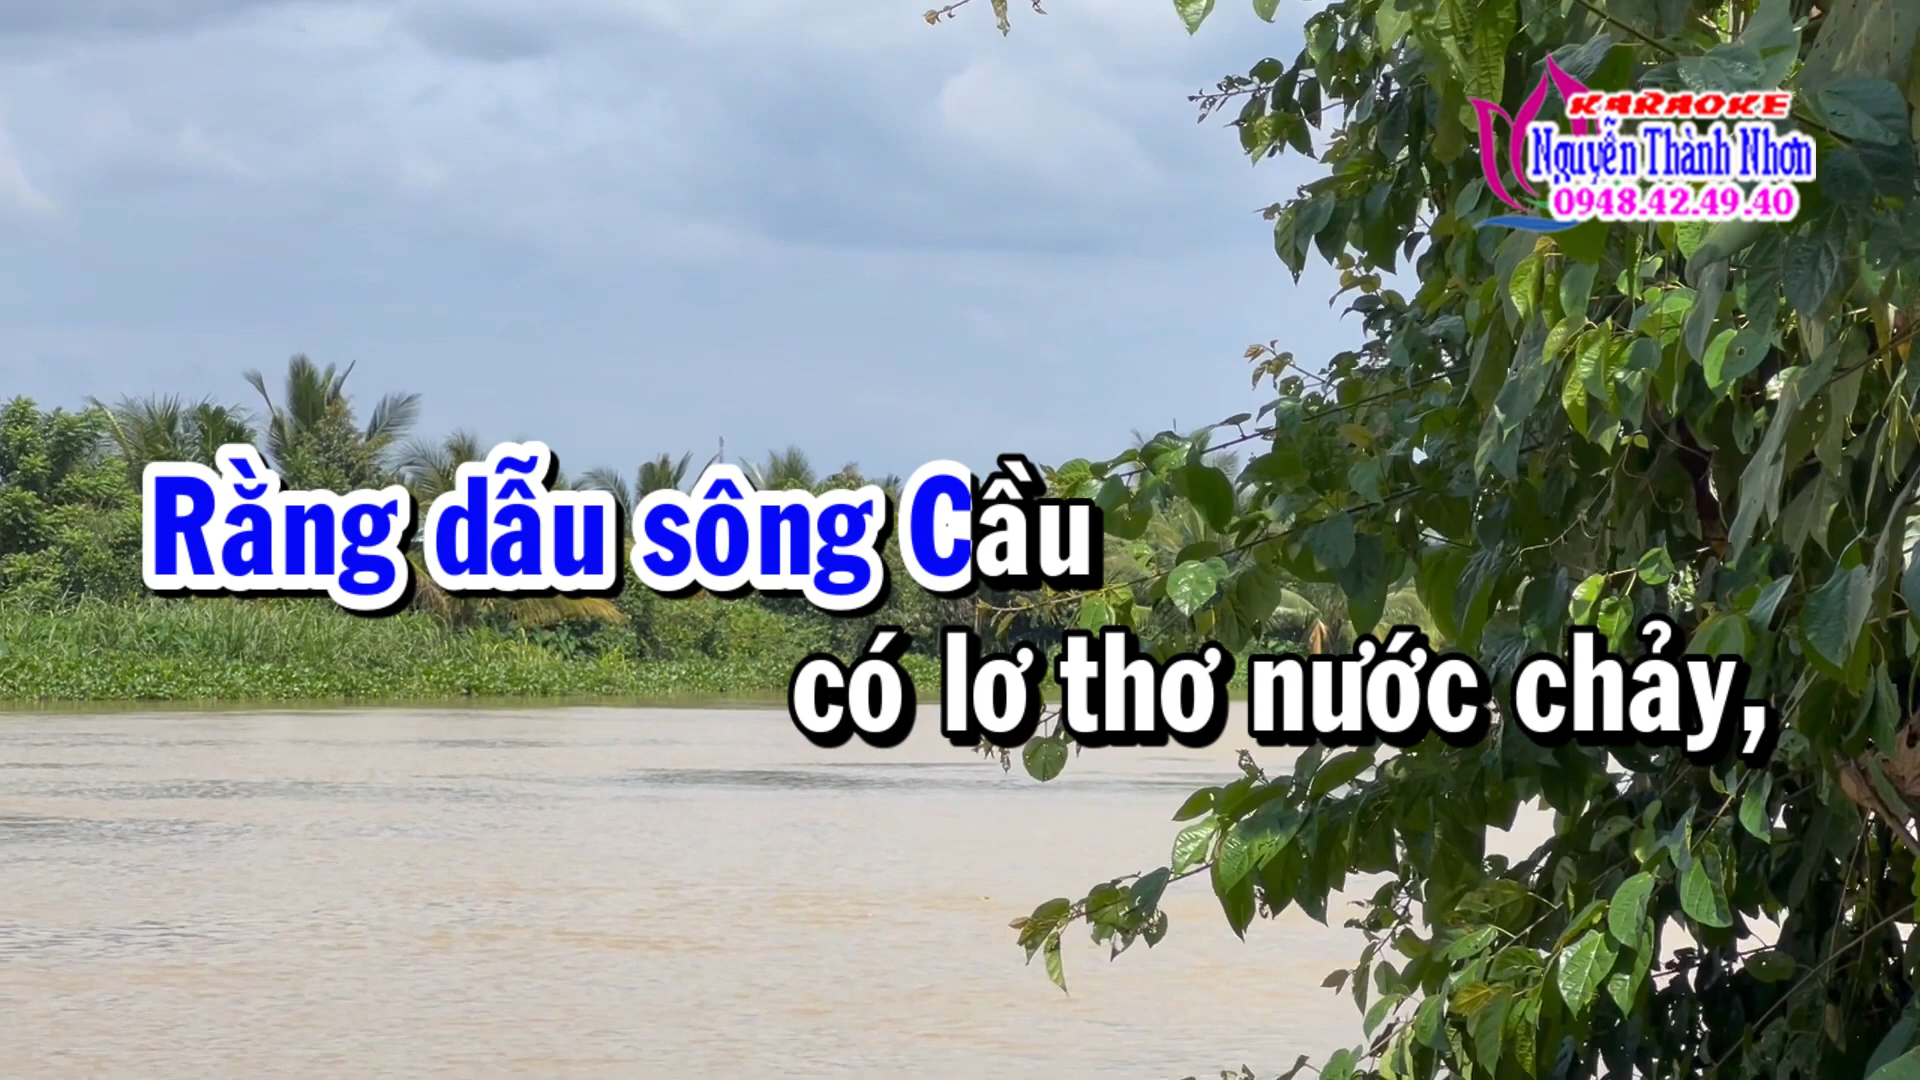 KARAOKE
Nguyễn Thành Nhơn
0948.42.49.40
Rằng dẫu sông Cầu
có lơ thơ nước chảy,